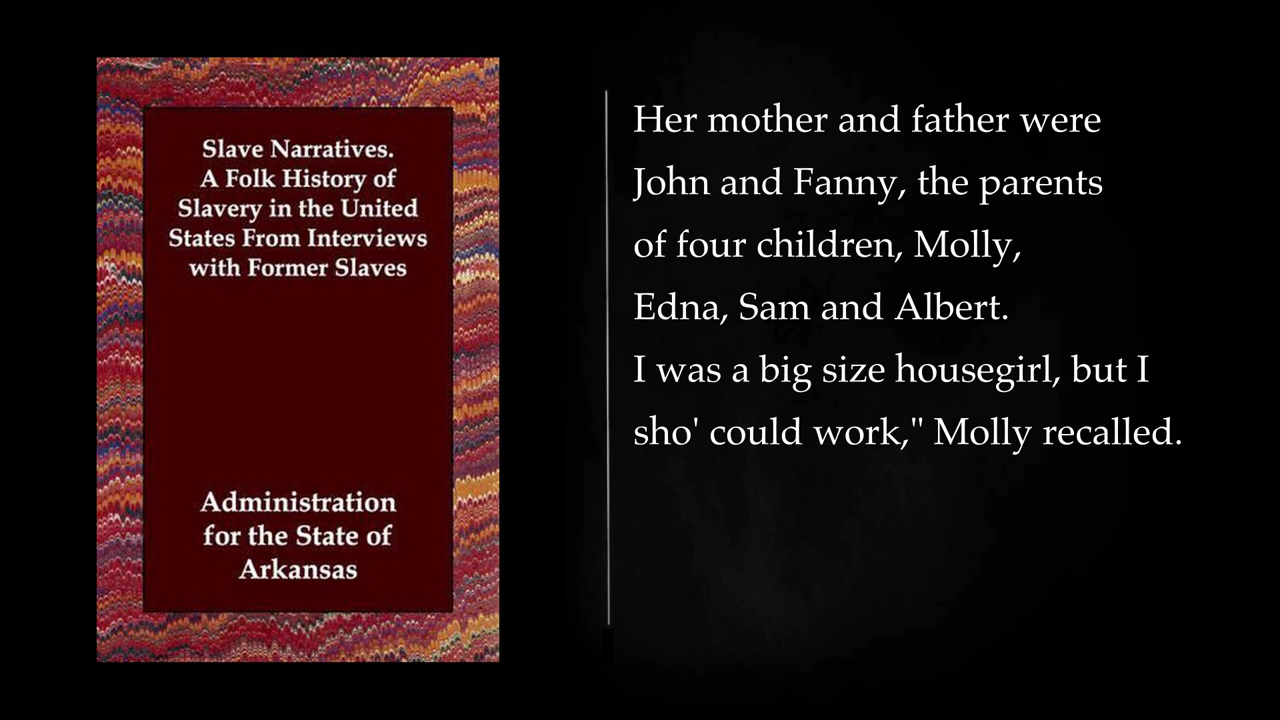 Slave Narratives.
A Folk History of
Slavery in the United
States From Interviews
with Former Slaves
Administration
for the State of
Arkansas
Her mother and father were
John and Fanny, the parents
of four children, Molly,
Edna, Sam and Albert.
I was a big size housegirl, but I
sho' could work," Molly recalled.